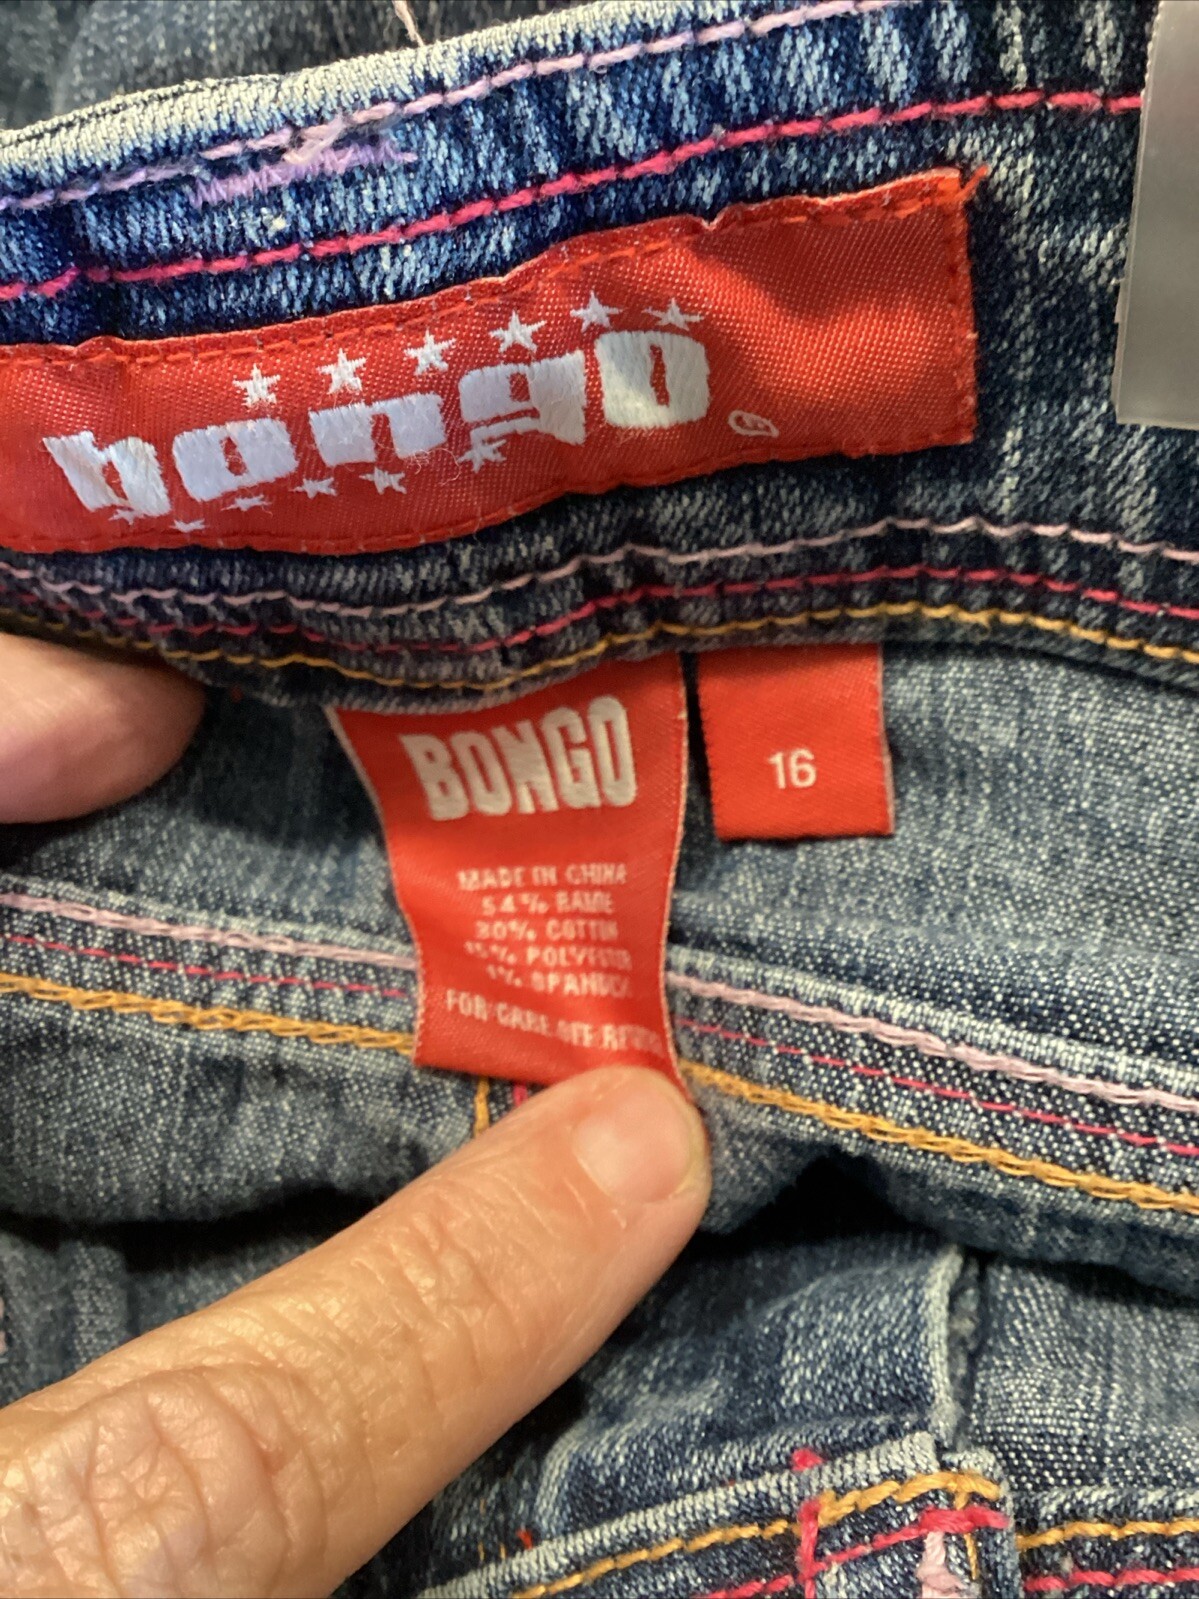 bongo ®
BONGO
16
MADE IN CHINA
54% RAMIE
30% COTTON
15% POLYESTER
1% SPANDEX
FOR CARE SEE REVERSE